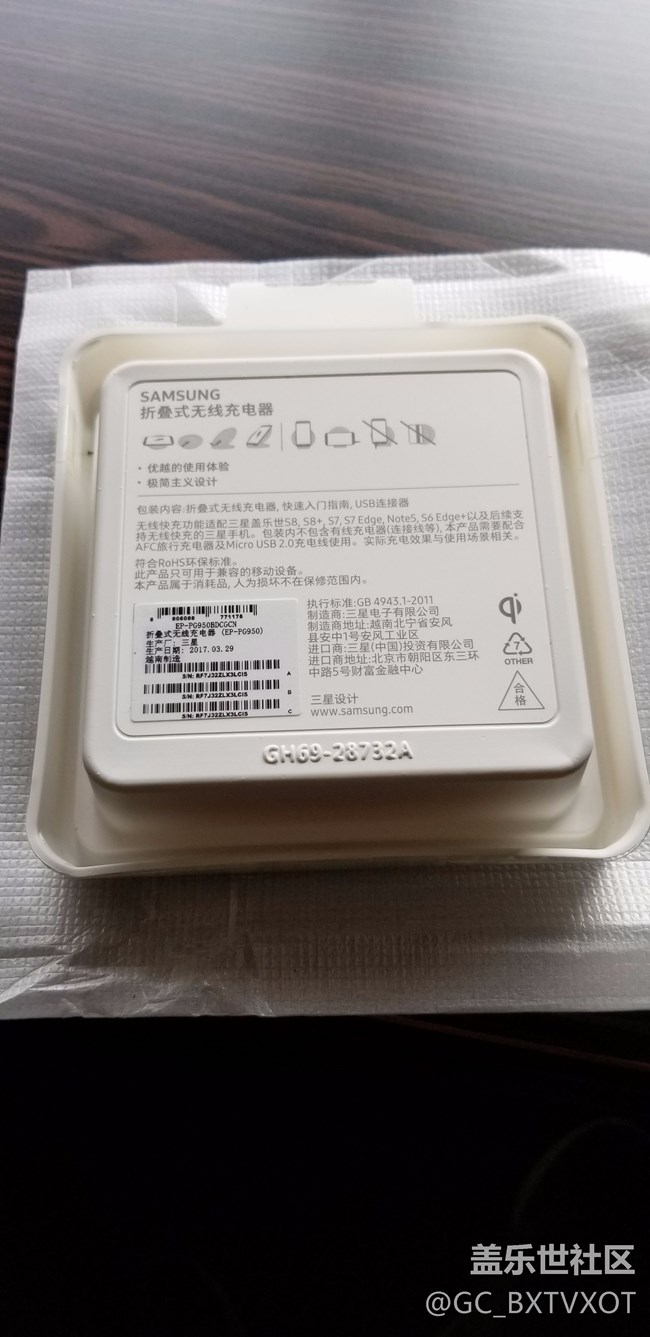 SAMSUNG
折叠式无线充电器
· 优越的使用体验
· 极简主义设计
包装内容:折叠式无线充电器, 快速入门指南, USB连接器
无线快充功能适配三星盖乐世S8, S8+, S7, S7 Edge, Note5, S6 Edge+以及后续支
持无线快充的三星手机。包装内不包含有线充电器(连接线等), 本产品需要配合
AFC旅行充电器及Micro USB 2.0充电线使用。实际充电效果与使用场景相关。
符合RoHS环保标准。
此产品只可用于兼容的移动设备。
本产品属于消耗品, 人为损坏不在保修范围内。
8 806088 771176
EP-PG950BDCGCN
折叠式无线充电器 (EP-PG950)
生产厂: 三星
生产日期: 2017.03.29
越南制造
A
S/N: RF7J32ZLX3LGIS
B
S/N: RF7J32ZLX3LGIS
C
S/N: RF7J32ZLX3LGIS
执行标准:GB 4943.1-2011
制造商:三星电子有限公司
制造商地址:越南北宁省安风
县安中1号安风工业区
进口商:三星(中国)投资有限公司
进口商地址:北京市朝阳区东三环
中路5号财富金融中心
三星设计
www.samsung.com
qi
7
OTHER
合
格
GH69-28732A
盖乐世社区
@GC_BXTVXOT